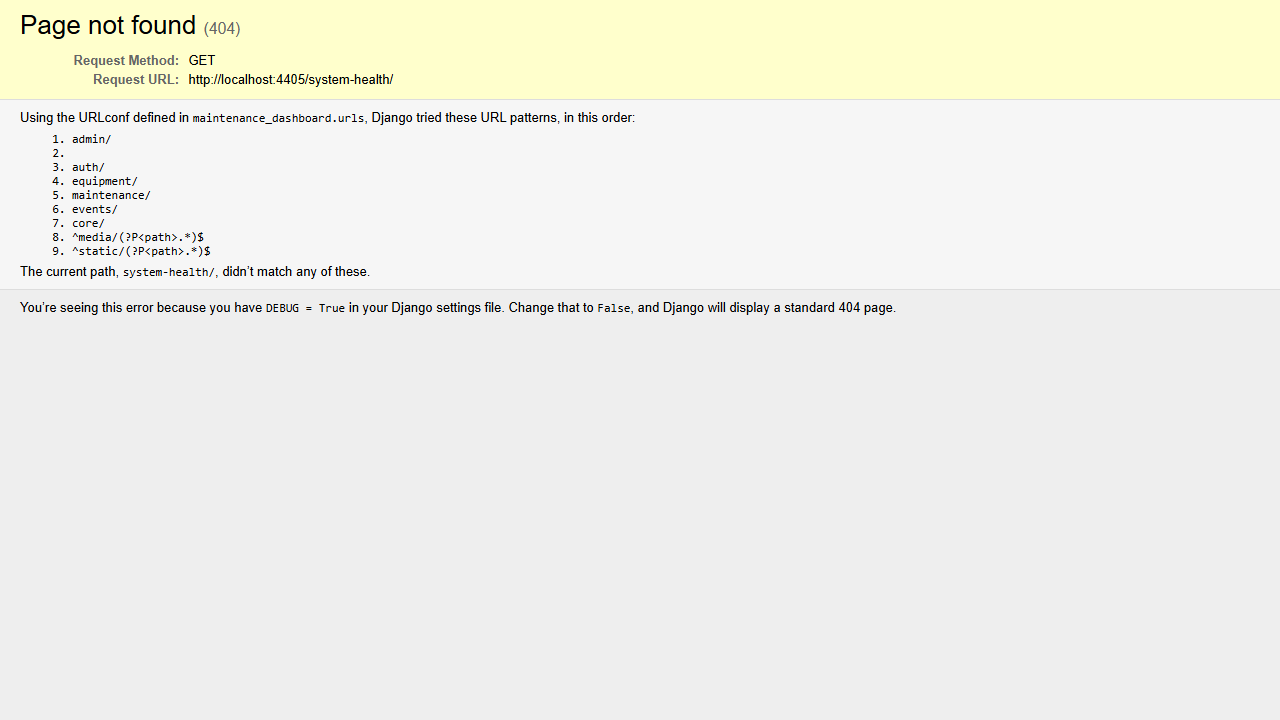 Page not found (404)
Request Method: GET
Request URL: http://localhost:4405/system-health/
Using the URLconf defined in maintenance_dashboard.urls, Django tried these URL patterns, in this order:
1. admin/
2.
3. auth/
4. equipment/
5. maintenance/
6. events/
7. core/
8. ^media/(?P<path>.*)$
9. ^static/(?P<path>.*)$
The current path, system-health/, didn’t match any of these.
You’re seeing this error because you have DEBUG = True in your Django settings file. Change that to False, and Django will display a standard 404 page.